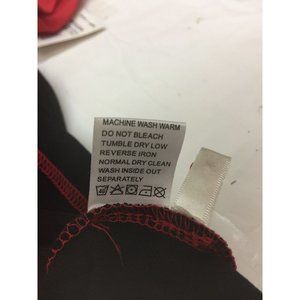 MACHINE WASH WARM
DO NOT BLEACH
TUMBLE DRY LOW
REVERSE IRON
NORMAL DRY CLEAN
WASH INSIDE OUT
SEPARATELY